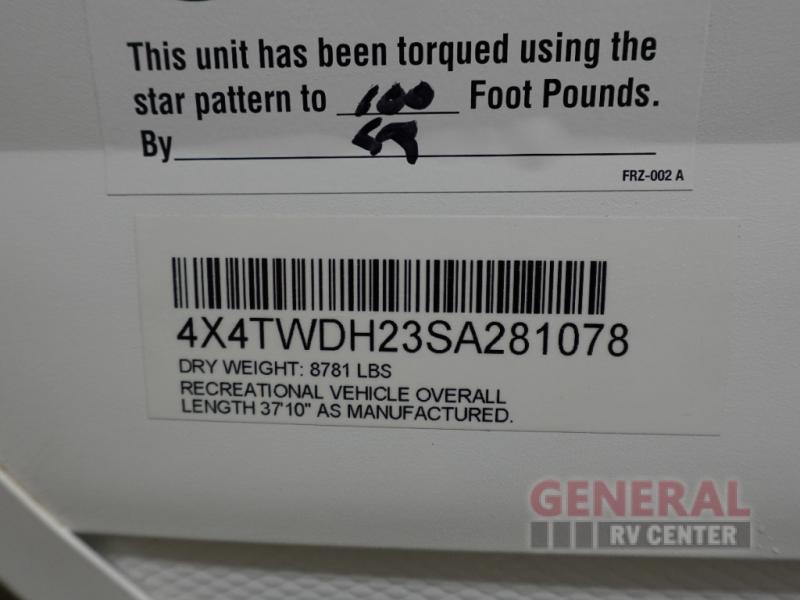 This unit has been torqued using the
star pattern to 100 Foot Pounds.
By
FRZ-002 A
4X4TWDH23SA281078
DRY WEIGHT: 8781 LBS
RECREATIONAL VEHICLE OVERALL
LENGTH 37'10" AS MANUFACTURED.
GENERAL
RV CENTER